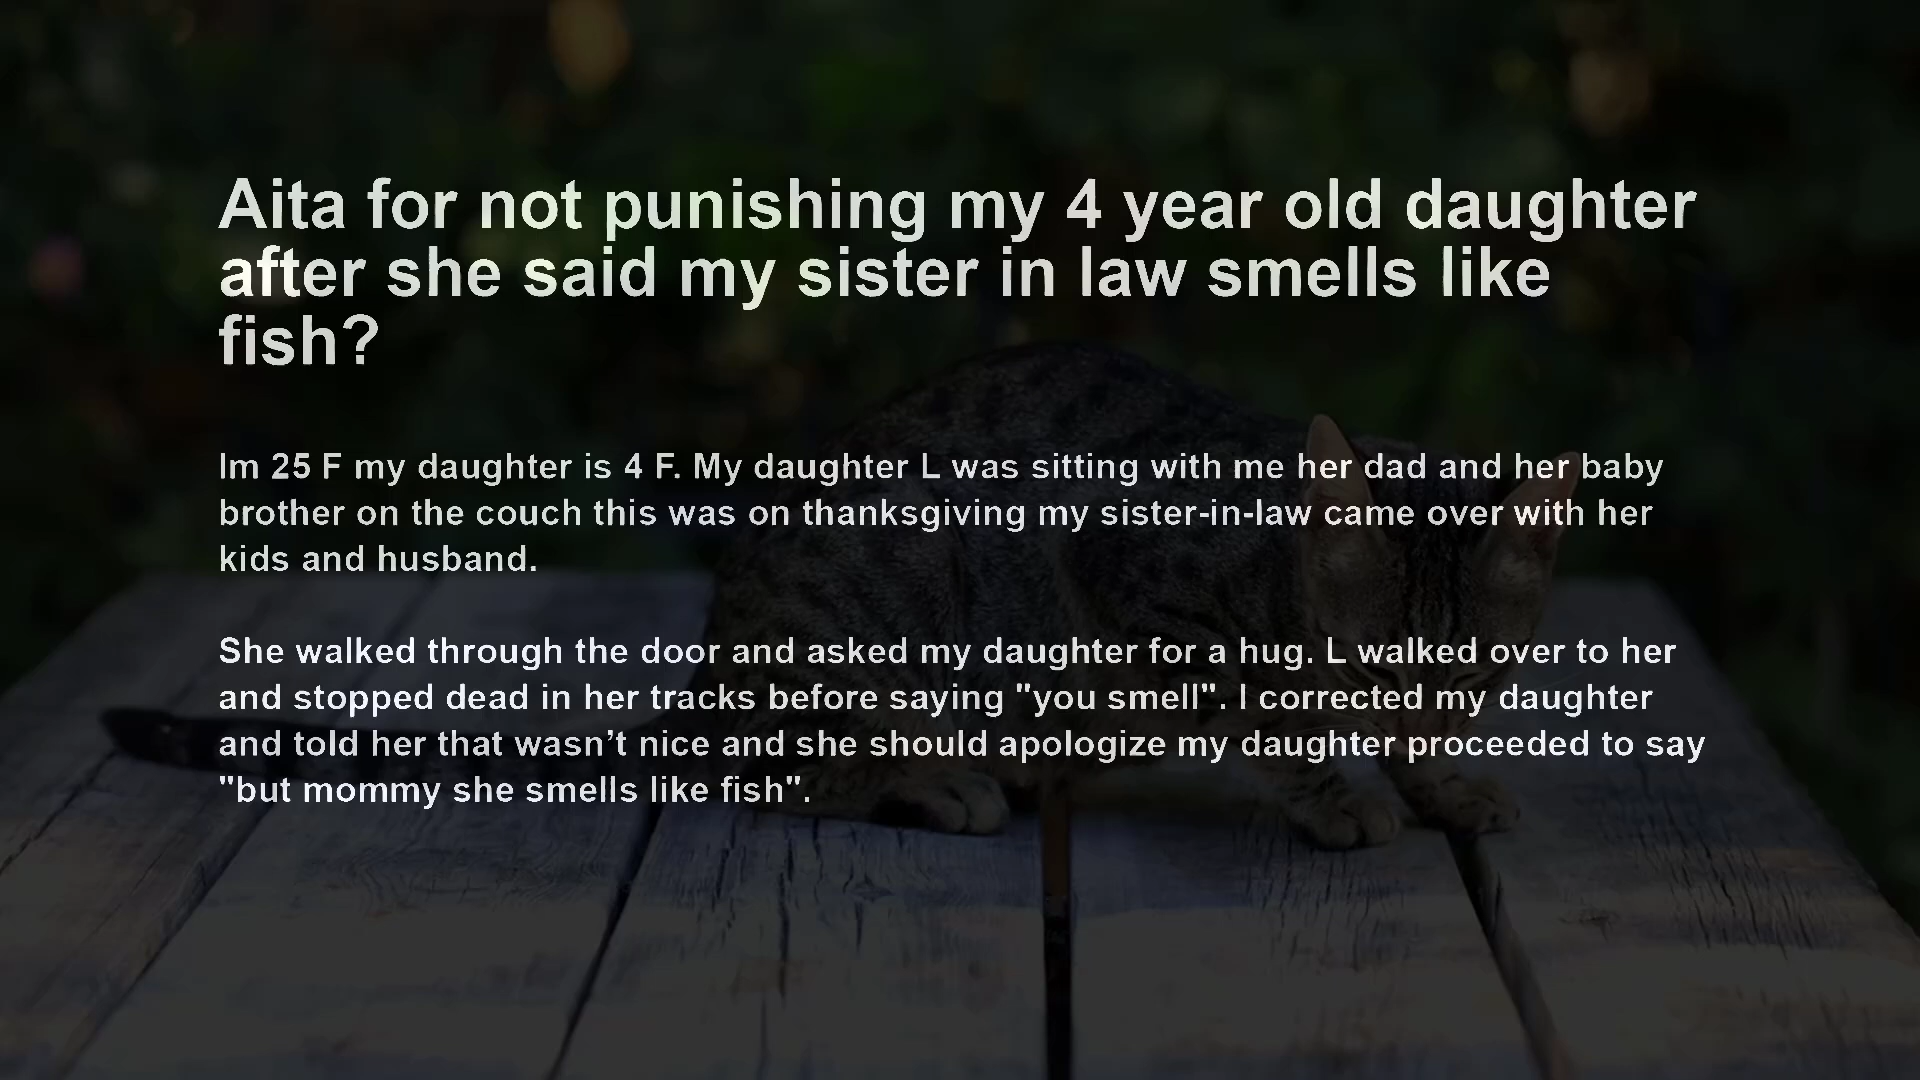 Aita for not punishing my 4 year old daughter
after she said my sister in law smells like
fish?
Im 25 F my daughter is 4 F. My daughter L was sitting with me her dad and her baby
brother on the couch this was on thanksgiving my sister-in-law came over with her
kids and husband.
She walked through the door and asked my daughter for a hug. L walked over to her
and stopped dead in her tracks before saying "you smell". I corrected my daughter
and told her that wasn’t nice and she should apologize my daughter proceeded to say
"but mommy she smells like fish".